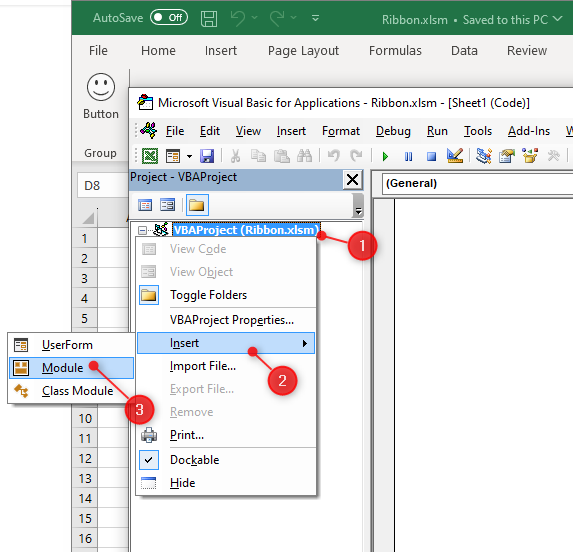 AutoSave Off Ribbon.xlsm • Saved to this PC
File Home Insert Page Layout Formulas Data Review
Button
Group
Microsoft Visual Basic for Applications - Ribbon.xlsm - [Sheet1 (Code)]
File Edit View Insert Format Debug Run Tools Add-Ins
Project - VBAProject
(General)
D8
VBAProject (Ribbon.xlsm)
1
View Code
View Object
Toggle Folders
VBAProject Properties...
Insert
2
Import File...
Export File...
Remove
Print...
Dockable
Hide
UserForm
Module
3
Class Module
1
2
3
4
5
10
11
12
13
14
15
16